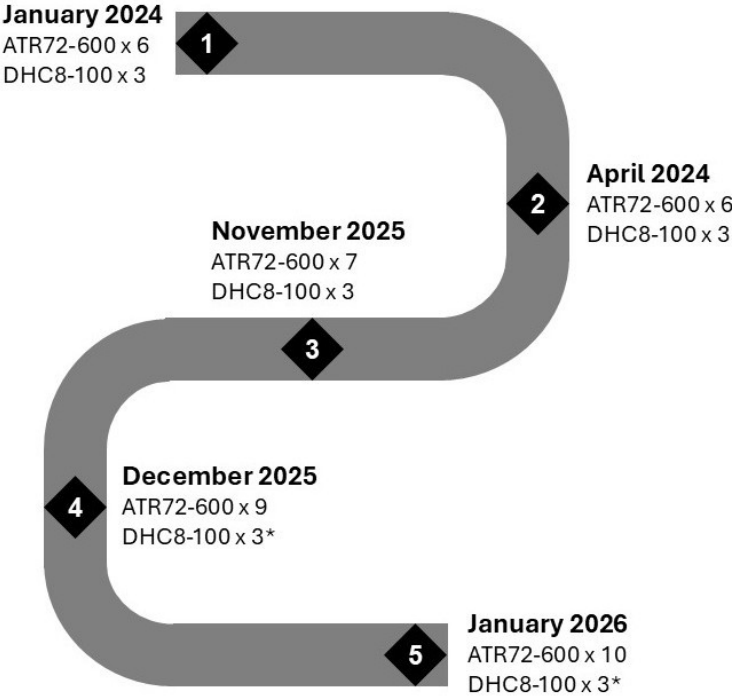 January 2024
ATR72-600 x 6
DHC8-100 x 3
1
2
April 2024
ATR72-600 x 6
DHC8-100 x 3
November 2025
ATR72-600 x 7
DHC8-100 x 3
3
4
December 2025
ATR72-600 x 9
DHC8-100 x 3*
5
January 2026
ATR72-600 x 10
DHC8-100 x 3*